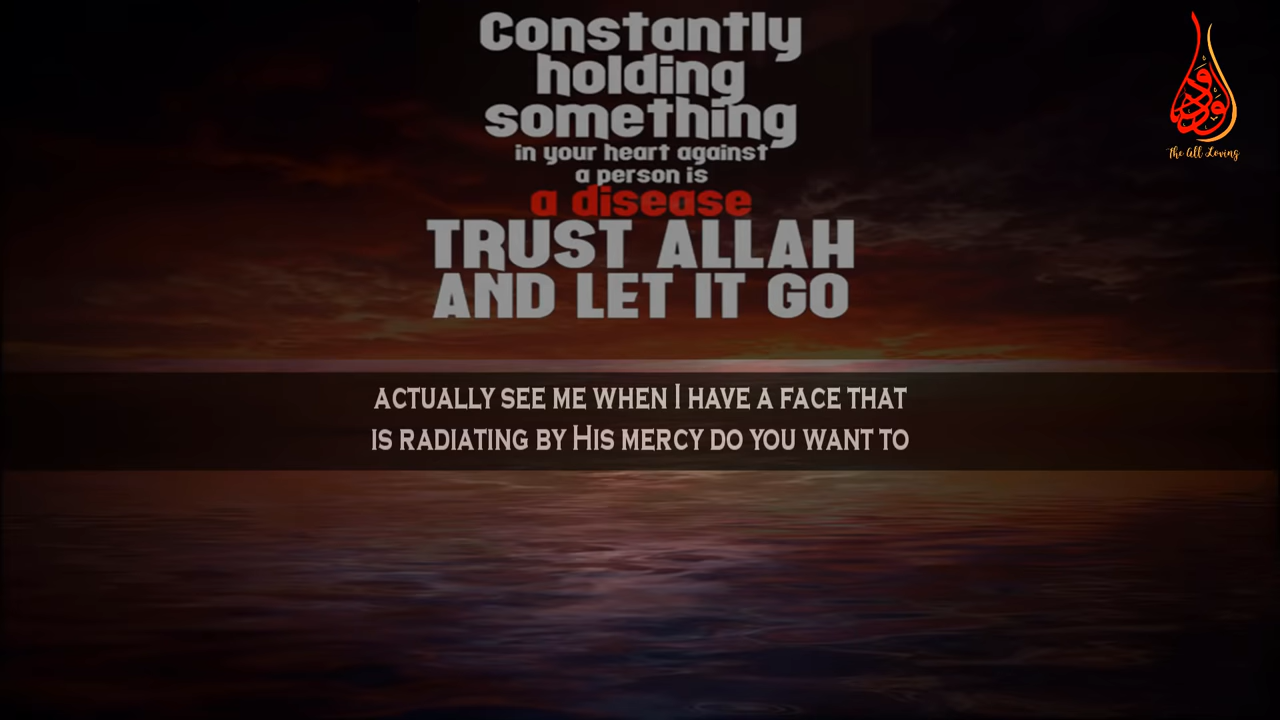 Constantly
holding
something
in your heart against
a person is
a disease
TRUST ALLAH
AND LET IT GO
ACTUALLY SEE ME WHEN I HAVE A FACE THAT
IS RADIATING BY HIS MERCY DO YOU WANT TO
الودود
The All Loving